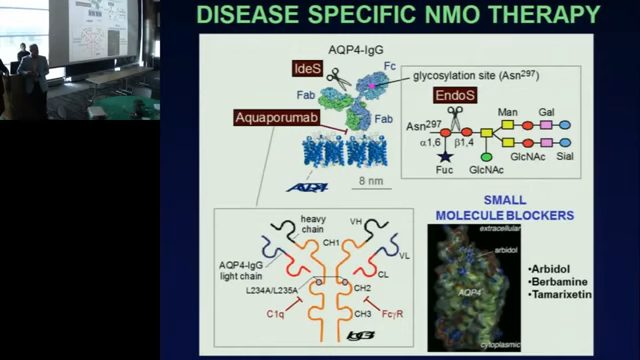 DISEASE SPECIFIC NMO THERAPY
AQP4-IgG
IdeS
Fc
Fab
Fab
Aquaporumab
8 nm
glycosylation site (Asn297)
EndoS
Asn297
Man
Gal
α1,6
β1,4
GlcNAc
Sial
Fuc
GlcNAc
heavy
chain
VH
CH1
VL
AQP4-IgG
light chain
CL
L234A/L235A
CH2
C1q
FcγR
CH3
SMALL
MOLECULE BLOCKERS
extracellular
arbidol
AQP4
cytoplasmic
•Arbidol
•Berbamine
•Tamarixetin